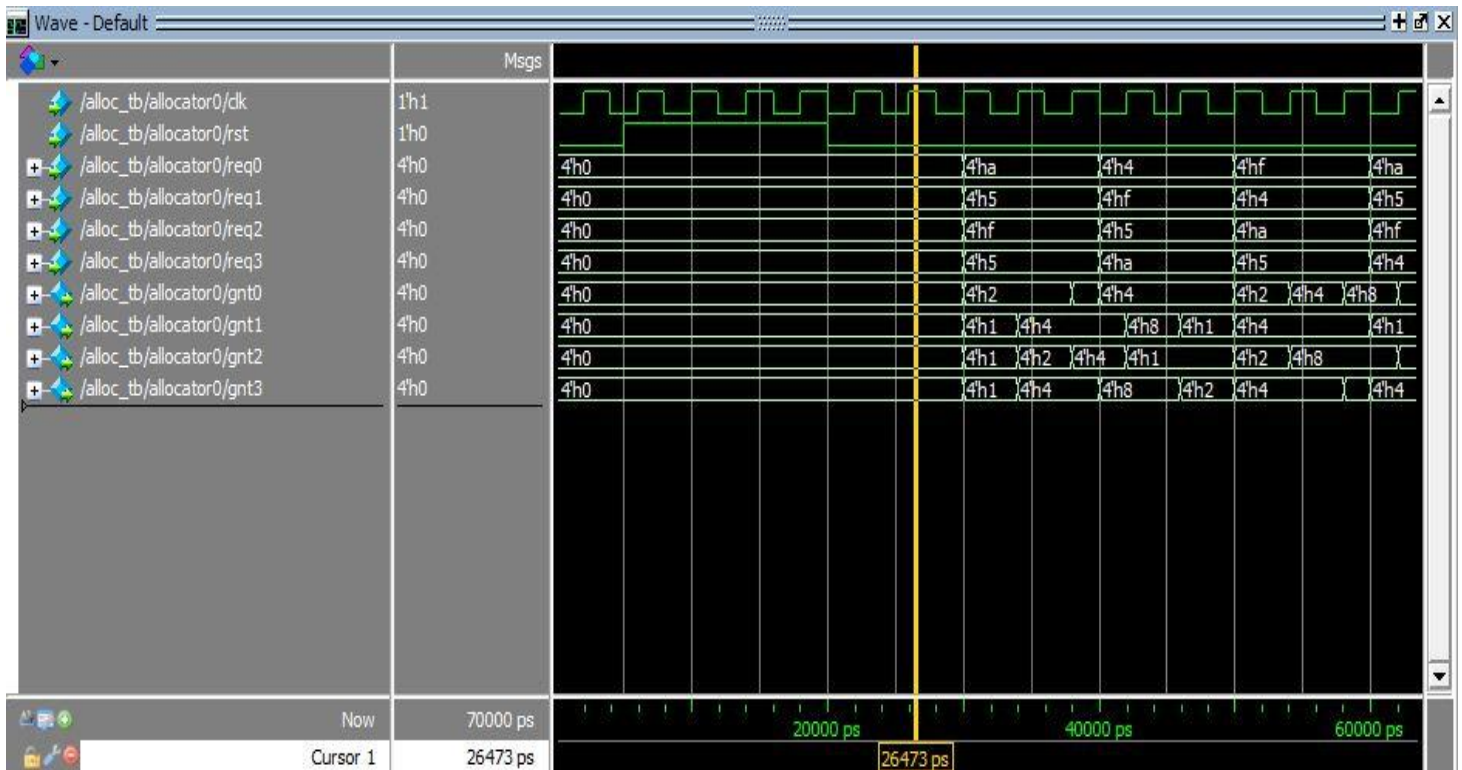 Wave - Default
Msgs
/alloc_tb/allocator0/clk 1'h1
/alloc_tb/allocator0/rst 1'h0
/alloc_tb/allocator0/req0 4'h0 4'h0 4'ha 4'h4 4'hf 4'ha
/alloc_tb/allocator0/req1 4'h0 4'h0 4'h5 4'hf 4'h4 4'h5
/alloc_tb/allocator0/req2 4'h0 4'h0 4'hf 4'h5 4'ha 4'hf
/alloc_tb/allocator0/req3 4'h0 4'h0 4'h5 4'ha 4'h5 4'h4
/alloc_tb/allocator0/gnt0 4'h0 4'h0 4'h2 4'h4 4'h2 4'h4 4'h8
/alloc_tb/allocator0/gnt1 4'h0 4'h0 4'h1 4'h4 4'h8 4'h1 4'h4 4'h1
/alloc_tb/allocator0/gnt2 4'h0 4'h0 4'h1 4'h2 4'h4 4'h1 4'h2 4'h8
/alloc_tb/allocator0/gnt3 4'h0 4'h0 4'h1 4'h4 4'h8 4'h2 4'h4 4'h4
Now 70000 ps 20000 ps 40000 ps 60000 ps
Cursor 1 26473 ps 26473 ps